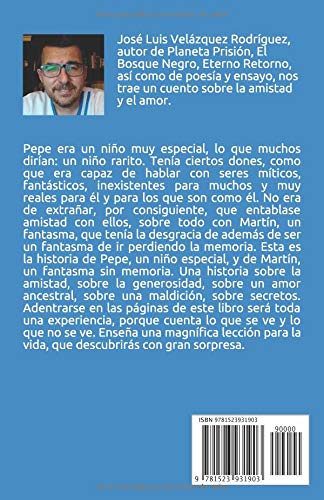 José Luis Velázquez Rodríguez,
autor de Planeta Prisión, El
Bosque Negro, Eterno Retorno,
así como de poesía y ensayo, nos
trae un cuento sobre la amistad
y el amor.
Pepe era un niño muy especial, lo que muchos
dirían: un niño rarito. Tenía ciertos dones, como
que era capaz de hablar con seres míticos,
fantásticos, inexistentes para muchos y muy
reales para él y para los que son como él. No era
de extrañar, por consiguiente, que entablase
amistad con ellos, sobre todo con Martín, un
fantasma, que tenía la desgracia de además de ser
un fantasma de ir perdiendo la memoria. Esta es la
historia de Pepe, un niño especial, y de Martín,
un fantasma sin memoria. Una historia sobre la
amistad, sobre la generosidad, sobre un amor
ancestral, sobre una maldición, sobre secretos.
Adentrarse en las páginas de este libro será toda
una experiencia, porque cuenta lo que se ve y lo
que no se ve. Enseña una magnífica lección para la
vida, que descubrirás con gran sorpresa.
ISBN 9781523931903
90000
9 781523 931903